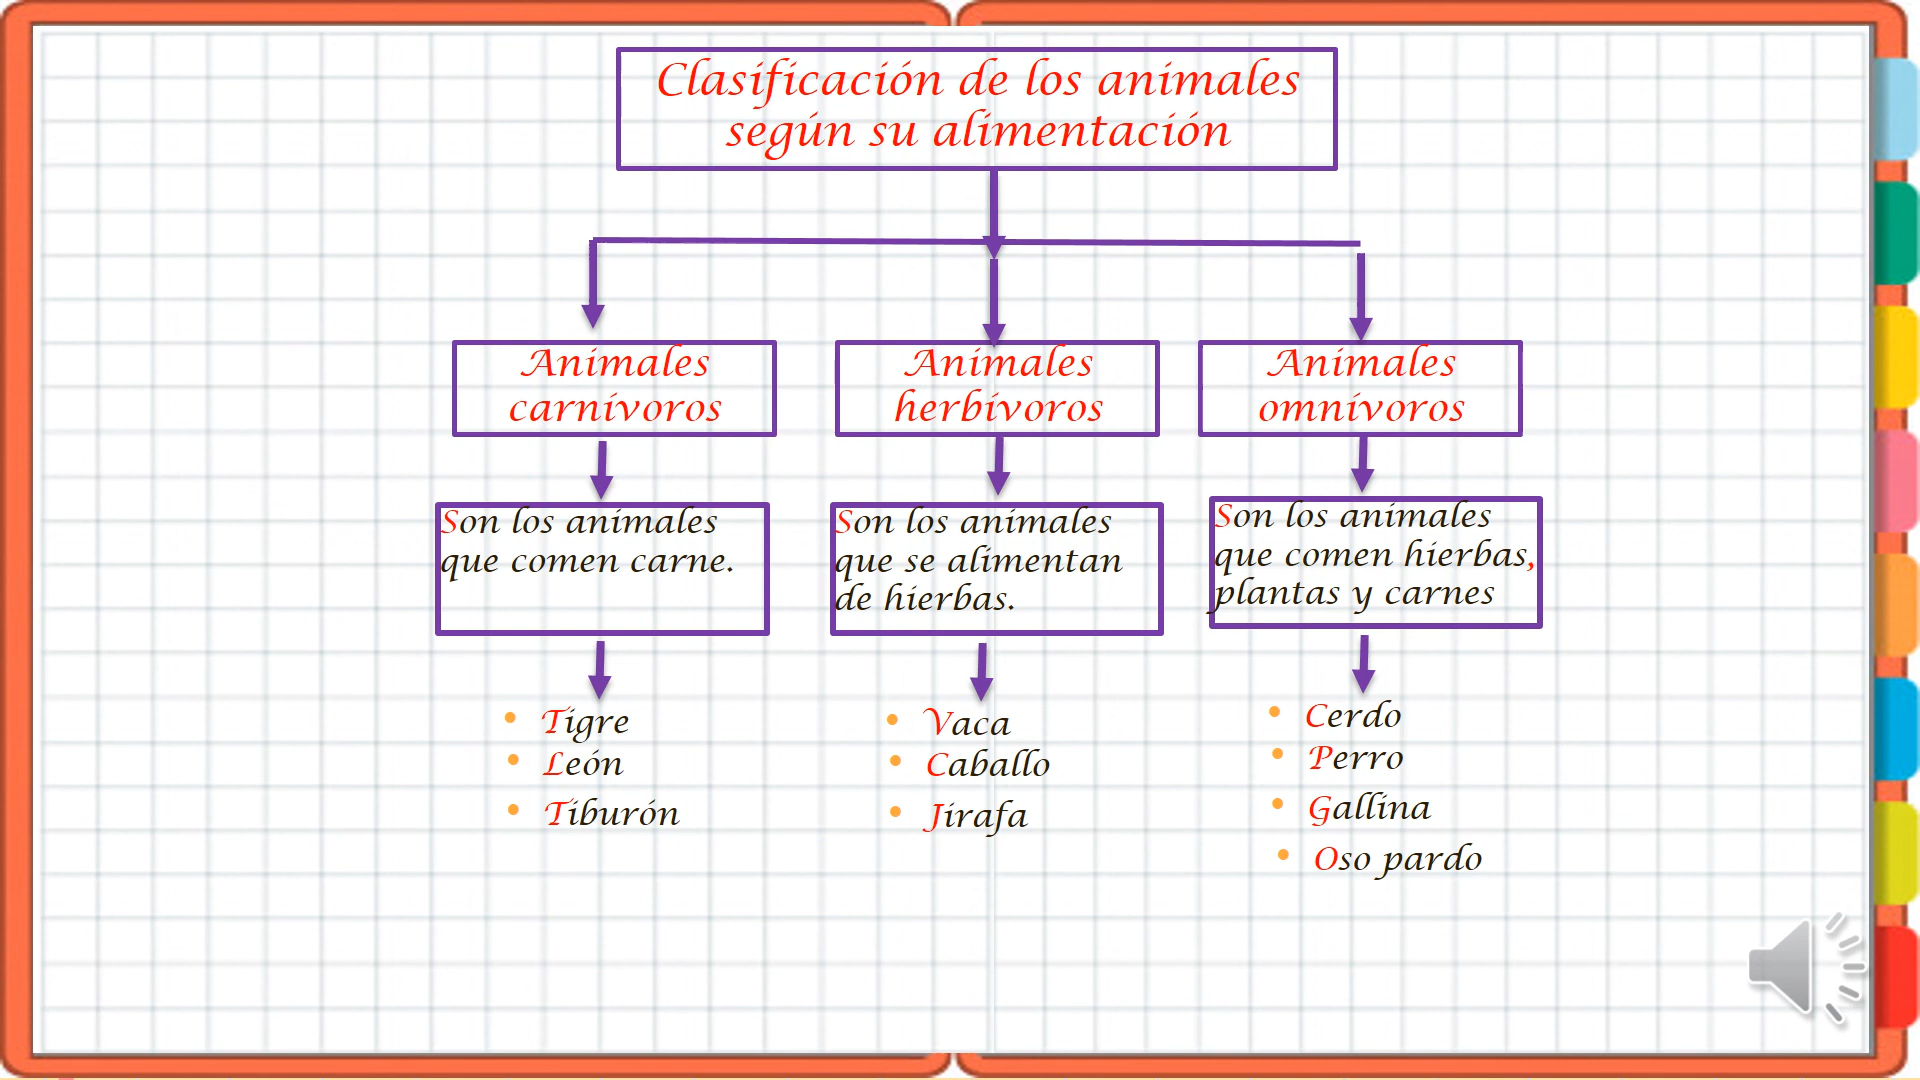 Clasificación de los animales
según su alimentación
Animales
carnívoros
Son los animales
que comen carne.
Tigre
León
Tiburón
Animales
herbívoros
Son los animales
que se alimentan
de hierbas.
Vaca
Caballo
Jirafa
Animales
omnívoros
Son los animales
que comen hierbas,
plantas y carnes
Cerdo
Perro
Gallina
Oso pardo